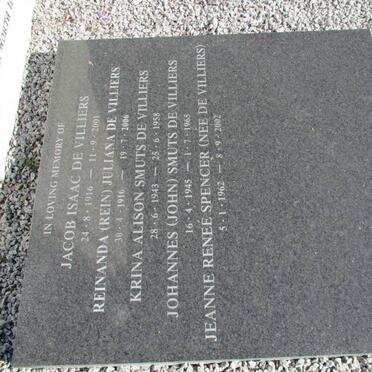 IN LOVING MEMORY OF
JACOB ISAAC DE VILLIERS
24 · 8 · 1916 — 11 · 9 · 2001
REINANDA (REIN) JULIANA DE VILLIERS
30 · 4 · 1916 — 19 · 7 · 2006
KRINA ALISON SMUTS DE VILLIERS
28 · 6 · 1943 — 25 · 6 · 1958
JOHANNES (JOHN) SMUTS DE VILLIERS
16 · 4 · 1945 — 1 · 7 · 1965
JEANNE RENEÉ SPENCER (NEE DE VILLIERS)
5 · 1 · 1962 — 8 · 9 · 2002